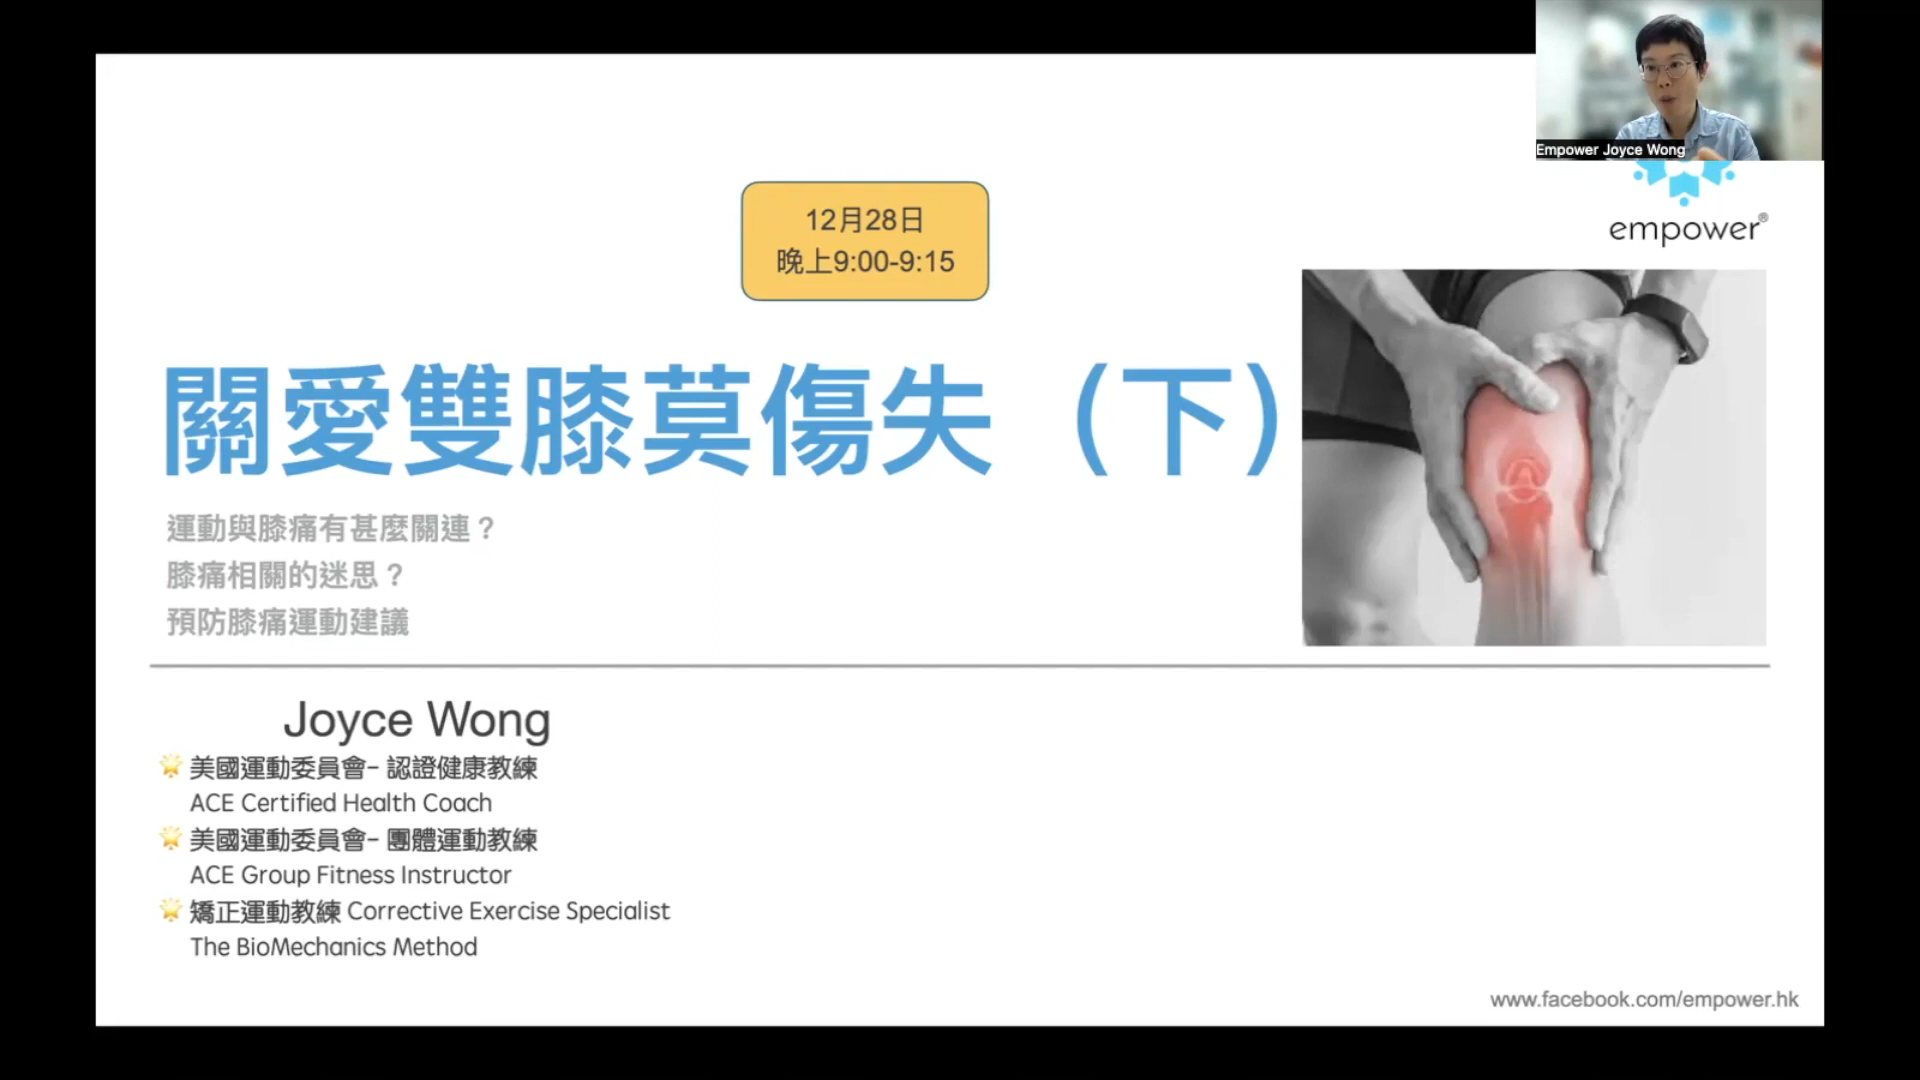 Empower Joyce Wong
empower®
12月28日
晚上9:00-9:15
關愛雙膝莫傷失（下）
運動與膝痛有甚麼關連？
膝痛相關的迷思？
預防膝痛運動建議
Joyce Wong
美國運動委員會- 認證健康教練
ACE Certified Health Coach
美國運動委員會- 團體運動教練
ACE Group Fitness Instructor
矯正運動教練 Corrective Exercise Specialist
The BioMechanics Method
www.facebook.com/empower.hk